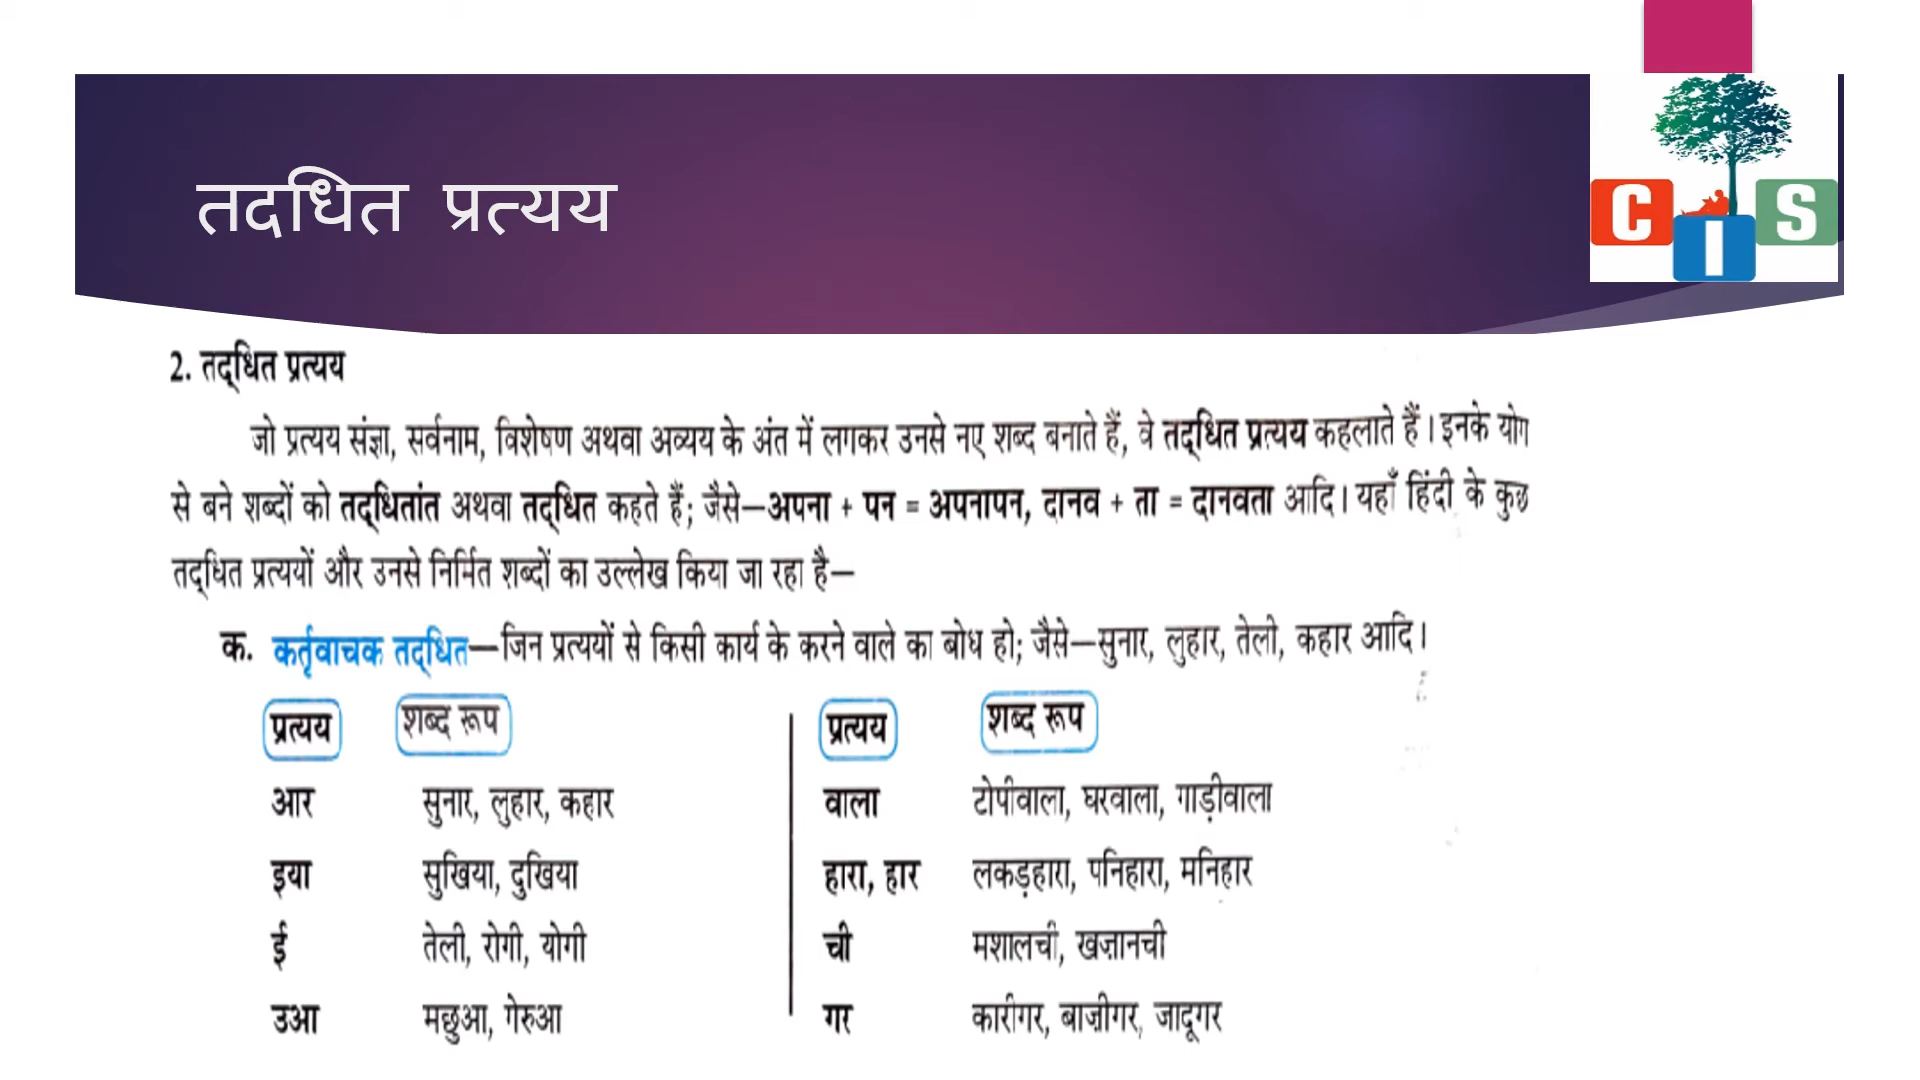 तदधित प्रत्यय
C I S
2. तद्‌धित प्रत्यय
जो प्रत्यय संज्ञा, सर्वनाम, विशेषण अथवा अव्यय के अंत में लगकर उनसे नए शब्द बनाते हैं, वे तद्‌धित प्रत्यय कहलाते हैं। इनके योग
से बने शब्दों को तद्‌धितांत अथवा तद्‌धित कहते हैं; जैसे—अपना + पन = अपनापन, दानव + ता = दानवता आदि। यहाँ हिंदी के कुछ
तद्‌धित प्रत्ययों और उनसे निर्मित शब्दों का उल्लेख किया जा रहा है—
क. कर्तृवाचक तद्‌धित—जिन प्रत्ययों से किसी कार्य के करने वाले का बोध हो; जैसे—सुनार, लुहार, तेली, कहार आदि।
प्रत्यय शब्द रूप प्रत्यय शब्द रूप
आर सुनार, लुहार, कहार वाला टोपीवाला, घरवाला, गाड़ीवाला
इया सुखिया, दुखिया हारा, हार लकड़हारा, पनिहारा, मनिहार
ई तेली, रोगी, योगी ची मशालची, खज़ानची
उआ मछुआ, गेरुआ गर कारीगर, बाज़ीगर, जादूगर